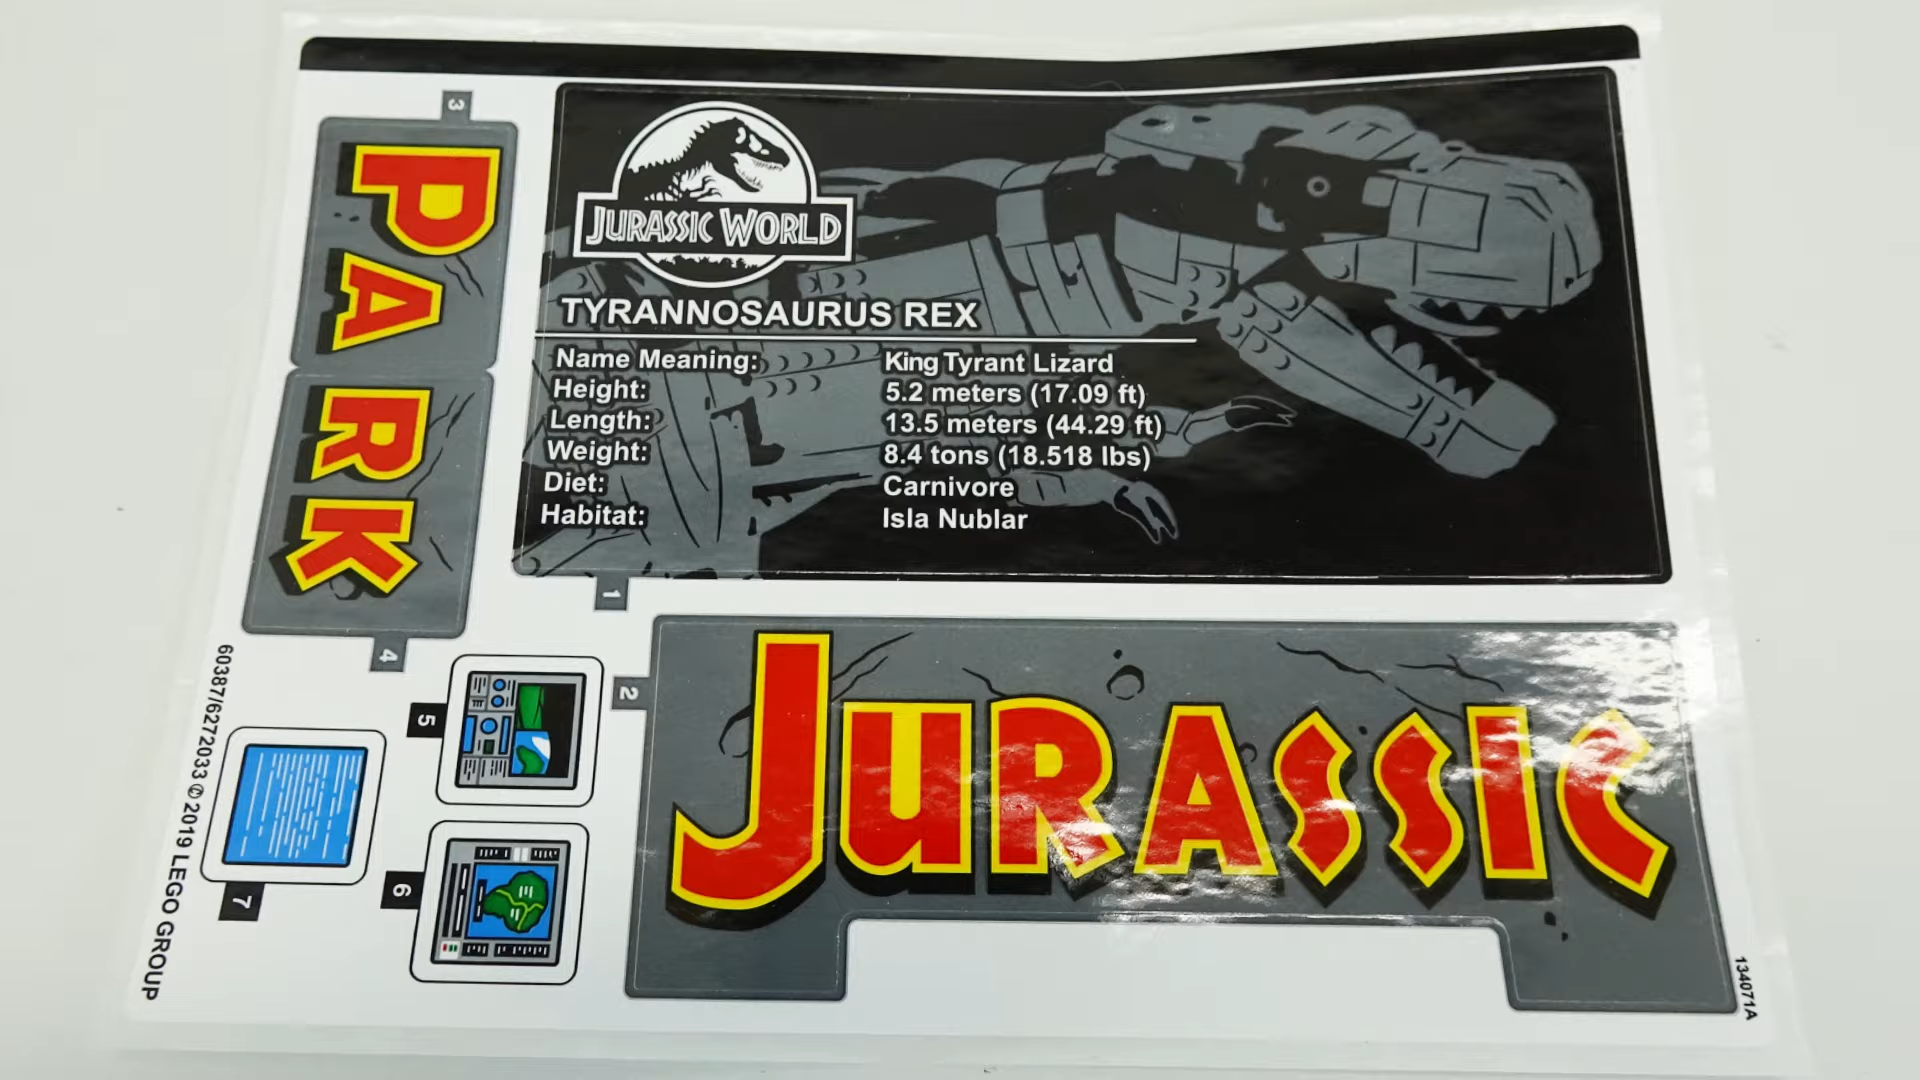 JURASSIC WORLD
TYRANNOSAURUS REX
Name Meaning: King Tyrant Lizard
Height: 5.2 meters (17.09 ft)
Length: 13.5 meters (44.29 ft)
Weight: 8.4 tons (18.518 lbs)
Diet: Carnivore
Habitat: Isla Nublar
1
3
PA
RK
4
2
JURASSIC
5
6
7
60387/6272033 © 2019 LEGO GROUP
134071A